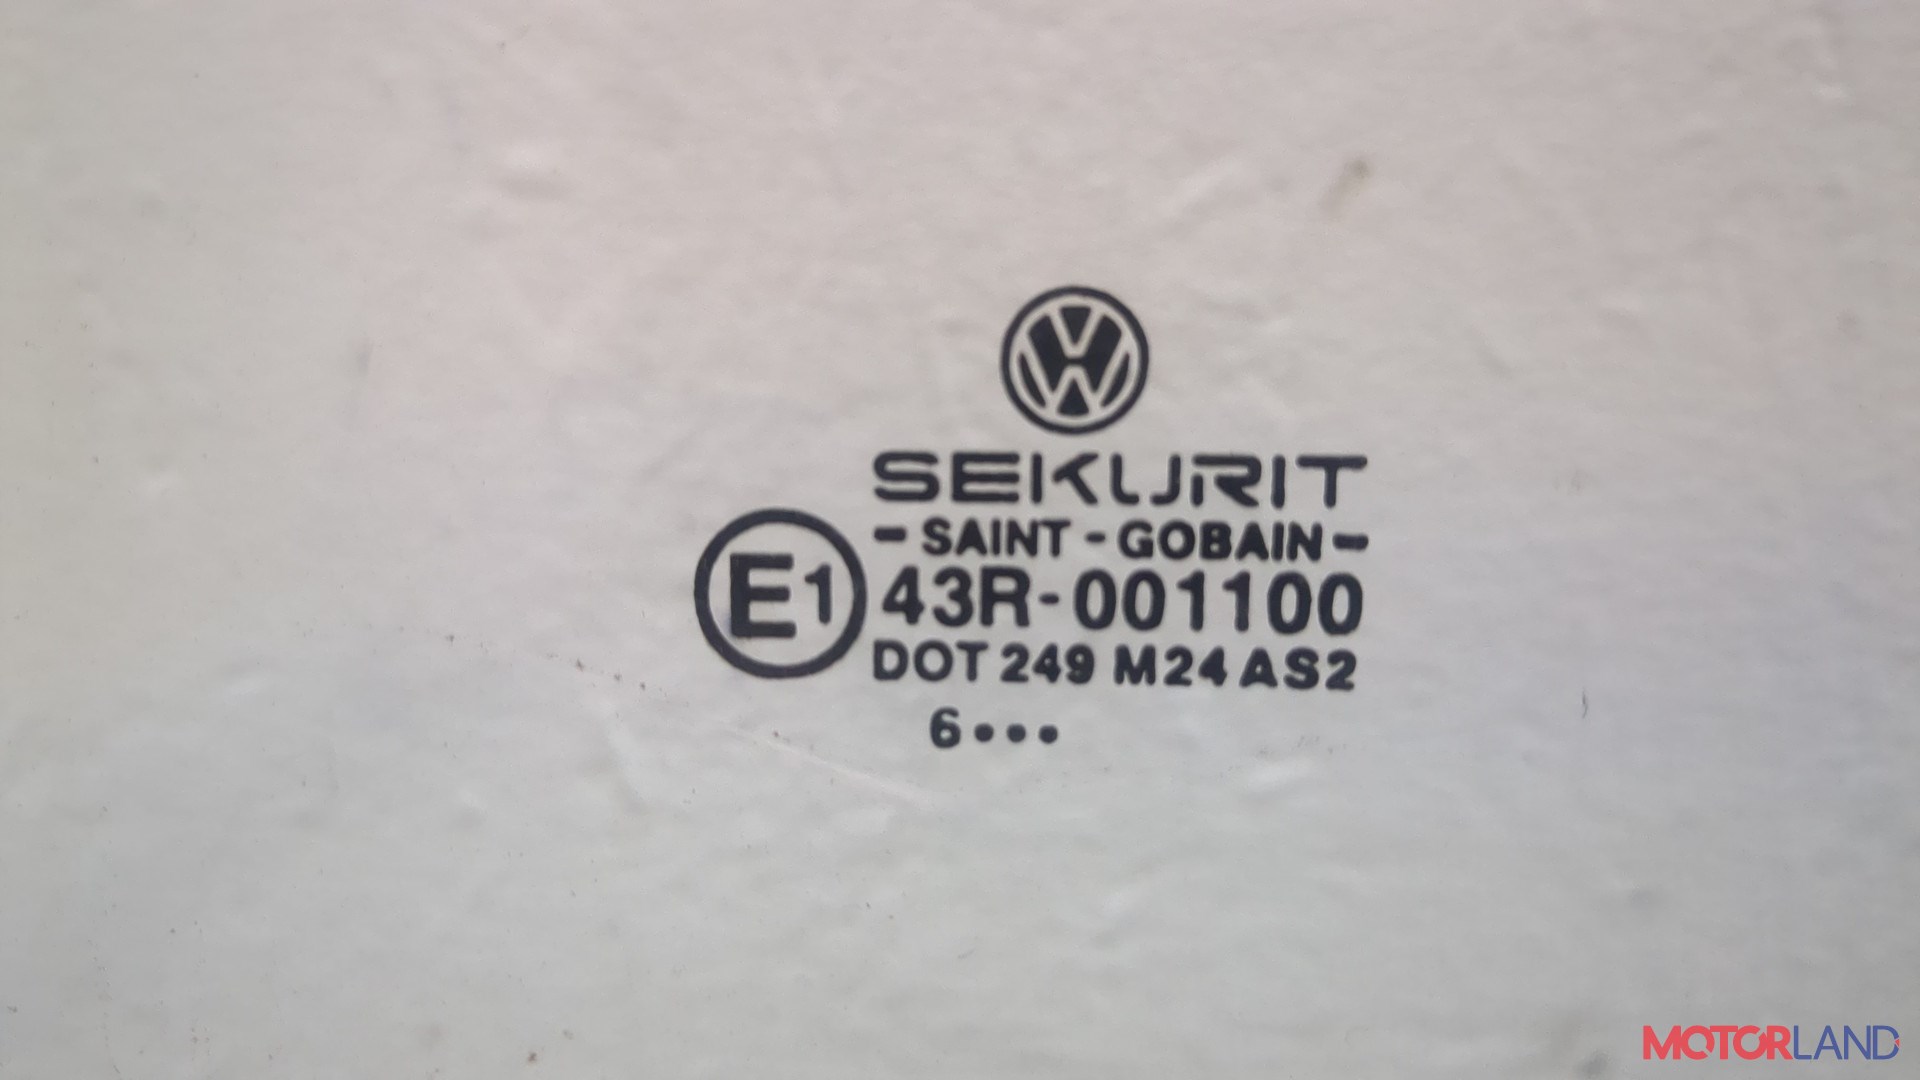 SEKURIT
- SAINT - GOBAIN -
E1 43R-001100
DOT 249 M24 AS2
6•••
MOTORLAND